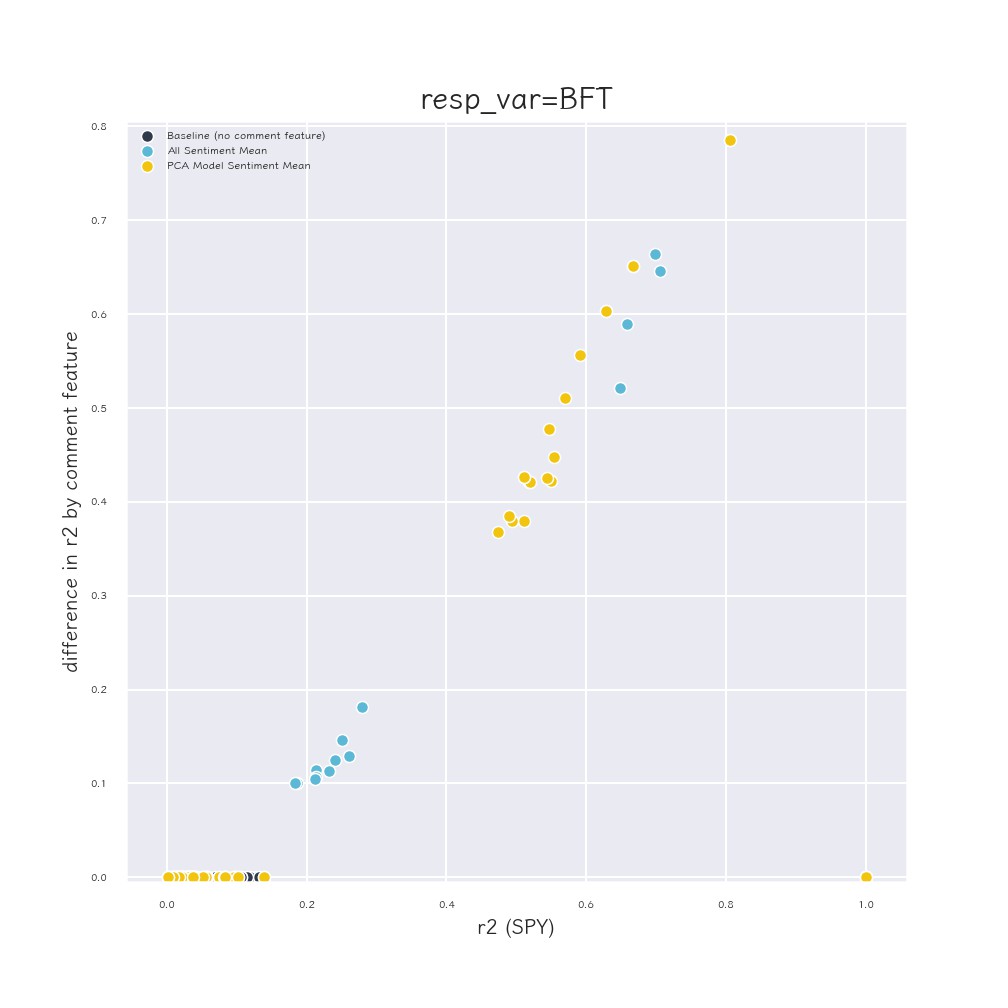 resp_var=BFT
Baseline (no comment feature)
All Sentiment Mean
PCA Model Sentiment Mean
difference in r2 by comment feature
0.8
0.7
0.6
0.5
0.4
0.3
0.2
0.1
0.0
0.0 0.2 0.4 0.6 0.8 1.0
r2 (SPY)